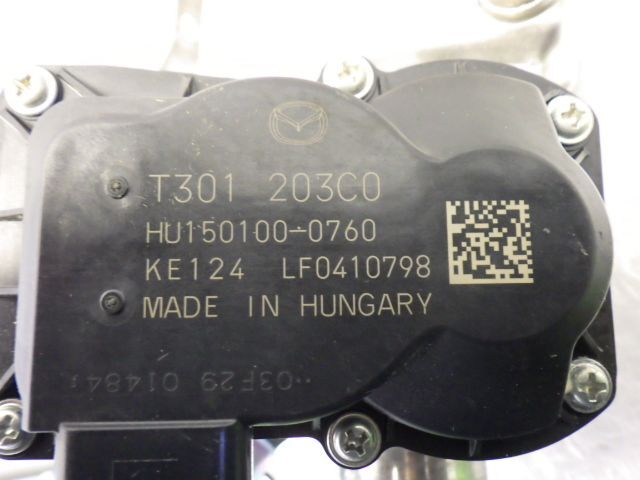 T301 203C0
HU150100-0760
KE124 LF0410798
MADE IN HUNGARY
03F29 01484